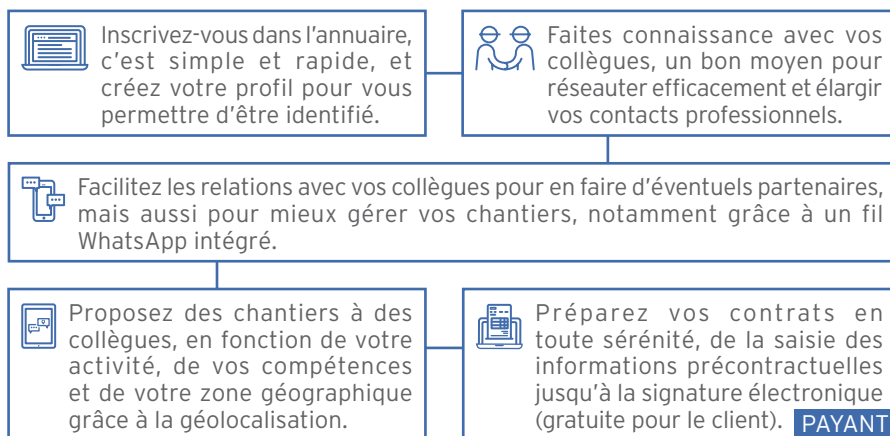 Inscrivez-vous dans l'annuaire,
c'est simple et rapide, et
créez votre profil pour vous
permettre d'être identifié.
Faites connaissance avec vos
collègues, un bon moyen pour
réseauter efficacement et élargir
vos contacts professionnels.
Facilitez les relations avec vos collègues pour en faire d'éventuels partenaires,
mais aussi pour mieux gérer vos chantiers, notamment grâce à un fil
WhatsApp intégré.
Proposez des chantiers à des
collègues, en fonction de votre
activité, de vos compétences
et de votre zone géographique
grâce à la géolocalisation.
Préparez vos contrats en
toute sérénité, de la saisie des
informations précontractuelles
jusqu'à la signature électronique
(gratuite pour le client). PAYANT